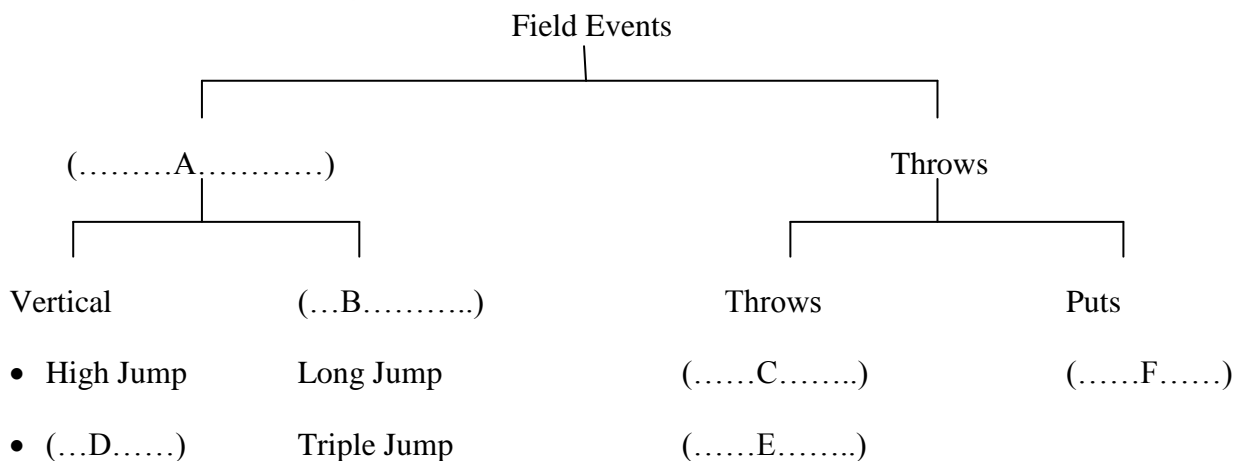 Field Events
(………A…………) Throws
Vertical (…B………..) Throws Puts
• High Jump Long Jump (……C……..) (……F……)
• (…D……) Triple Jump (……E……..)